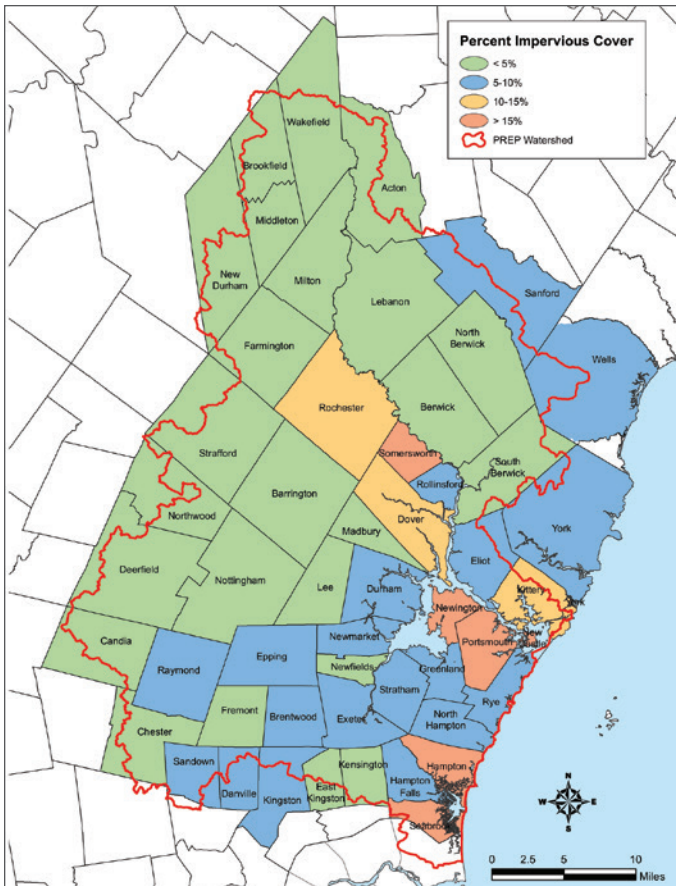 Percent Impervious Cover
< 5%
5-10%
10-15%
> 15%
PREP Watershed
Wakefield
Brookfield
Acton
Middleton
New
Durham
Milton
Lebanon
Sanford
North
Berwick
Farmington
Wells
Rochester
Berwick
Strafford
Somersworth
South
Berwick
Rollinsford
Barrington
Northwood
Dover
York
Madbury
Eliot
Deerfield
Nottingham
Lee
Durham
Kittery
York
Newington
New
Castle
Candia
Newmarket
Portsmouth
Raymond
Epping
Newfields
Greenland
Stratham
Rye
Fremont
Brentwood
Exeter
North
Hampton
Chester
Sandown
Danville
Kingston
East
Kingston
Kensington
Hampton
Falls
Hampton
Seabrook
N
W
E
S
0
2.5
5
10
Miles